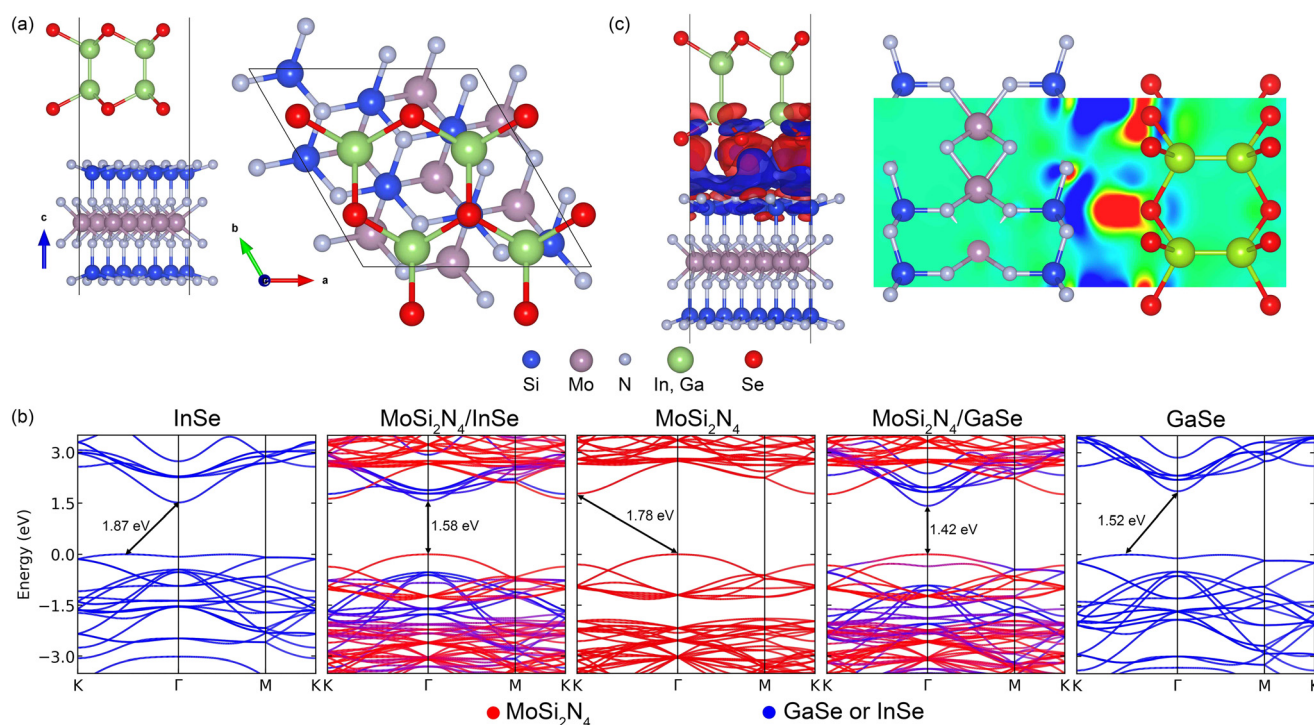 (a)
(c)
c
b
a
Si
Mo
N
In, Ga
Se
(b)
InSe
MoSi₂N₄/InSe
MoSi₂N₄
MoSi₂N₄/GaSe
GaSe
Energy (eV)
3.0
1.5
0.0
−1.5
−3.0
1.87 eV
1.58 eV
1.78 eV
1.42 eV
1.52 eV
K Γ M K
K Γ M K
K Γ M K
K Γ M K
K Γ M K
MoSi₂N₄
GaSe or InSe